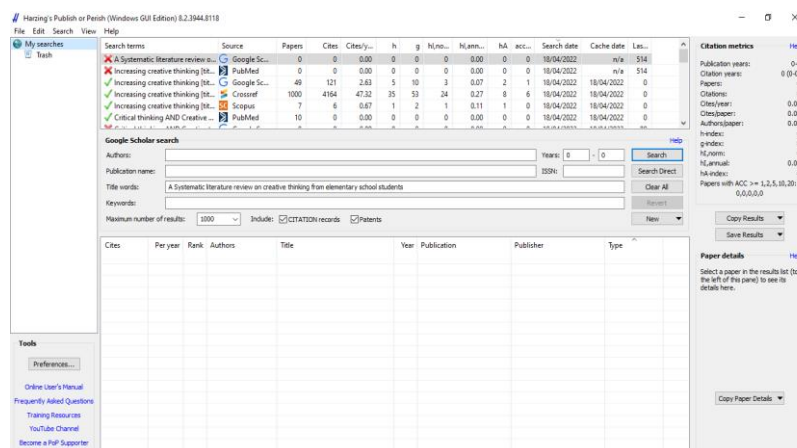 Harzing's Publish or Perish (Windows GUI Edition) 8.2.3944.8118
File Edit Search View Help
My searches
Trash
Search terms Source Papers Cites Cites/y... h g hI,no... hI,ann... hA acc... Search date Cache date Las...
A Systematic literature review o... Google Sc... 0 0 0.00 0 0 0 0.00 0 0 18/04/2022 n/a 514
Increasing creative thinking [tit... PubMed 0 0 0.00 0 0 0 0.00 0 0 18/04/2022 n/a 514
Increasing creative thinking [tit... Google Sc... 49 121 2.63 5 10 3 0.07 2 1 18/04/2022 18/04/2022 0
Increasing creative thinking [tit... Crossref 1000 4164 47.32 35 53 24 0.27 8 6 18/04/2022 18/04/2022 0
Increasing creative thinking [tit... Scopus 7 6 0.67 1 2 1 0.11 1 0 18/04/2022 18/04/2022 0
Critical thinking AND Creative ... PubMed 10 0 0.00 0 0 0 0.00 0 0 18/04/2022 18/04/2022 0
Google Scholar search Help
Authors: Years: 0 - 0 Search
Publication name: ISSN: Search Direct
Title words: A Systematic literature review on creative thinking from elementary school students Clear All
Keywords: Revert
Maximum number of results: 1000 Include: CITATION records Patents New
Cites Per year Rank Authors Title Year Publication Publisher Type
Citation metrics He
Publication years: 0-
Citation years: 0 (0-0
Papers:
Citations:
Cites/year: 0.0
Cites/paper: 0.0
Authors/paper: 0.0
h-index:
g-index:
hI,norm:
hI,annual: 0.0
hA-index:
Papers with ACC >= 1,2,5,10,20:
0,0,0,0,0
Copy Results
Save Results
Paper details He
Select a paper in the results list (to
the left of this pane) to see its
details here.
Copy Paper Details
Tools
Preferences...
Online User's Manual
Frequently Asked Questions
Training Resources
YouTube Channel
Become a PoP Supporter